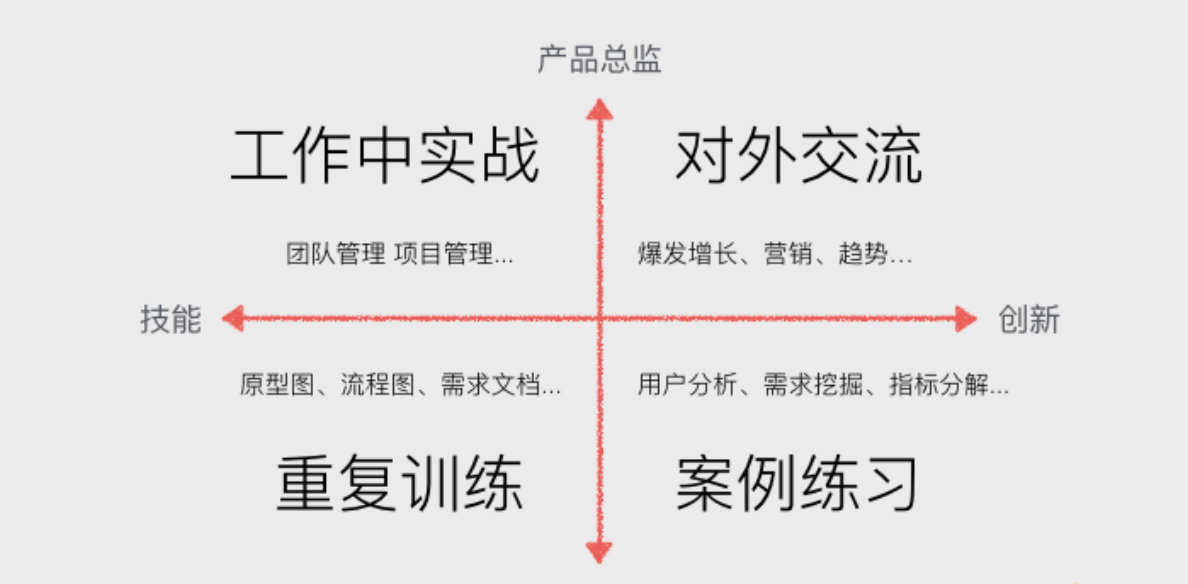 产品总监
工作中实战
对外交流
团队管理 项目管理...
爆发增长、营销、趋势...
技能
创新
原型图、流程图、需求文档...
用户分析、需求挖掘、指标分解...
重复训练
案例练习